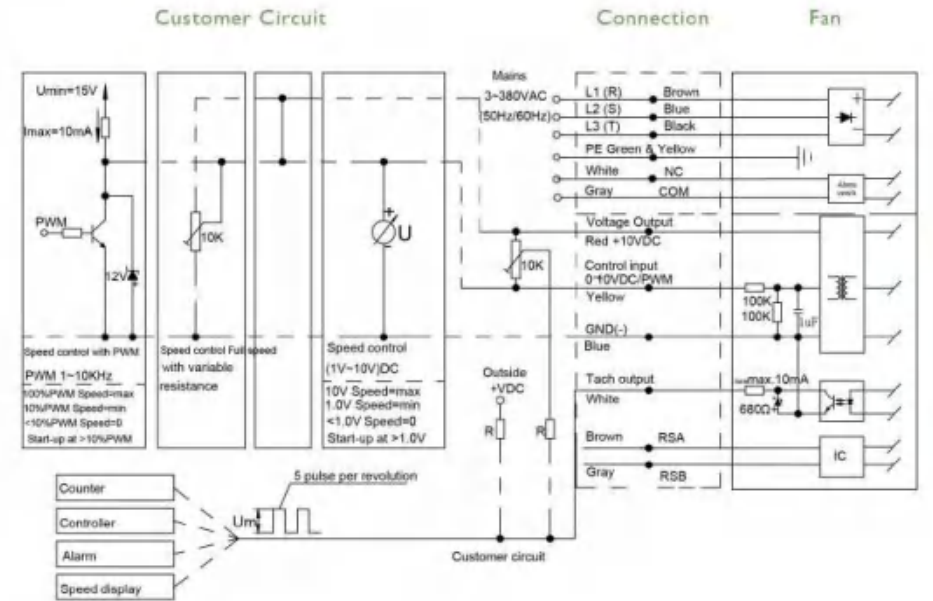 Customer Circuit
Connection
Fan
Umin=15V
Imax=10mA
PWM
12V
Speed control with PWM
PWM 1~10KHz
100%PWM Speed=max
10%PWM Speed=min
<10%PWM Speed=0
Start-up at >10%PWM
10K
Speed control
with variable
resistance
Full speed
U
+
-
Speed control
(1V~10V)DC
10V Speed=max
1.0V Speed=min
<1.0V Speed=0
Start-up at >1.0V
Mains
3~380VAC
(50Hz/60Hz)
10K
Outside
+VDC
R
R
L1 (R) Brown
L2 (S) Blue
L3 (T) Black
PE Green & Yellow
White NC
Gray COM
Voltage Output
Red +10VDC
Control input
0~10VDC/PWM
Yellow
GND(-)
Blue
Tach output
White
Brown RSA
Gray RSB
+
-
100K
100K
1uF
max.10mA
680Ω
IC
Counter
Controller
Alarm
Speed display
Um
5 pulse per revolution
Customer circuit